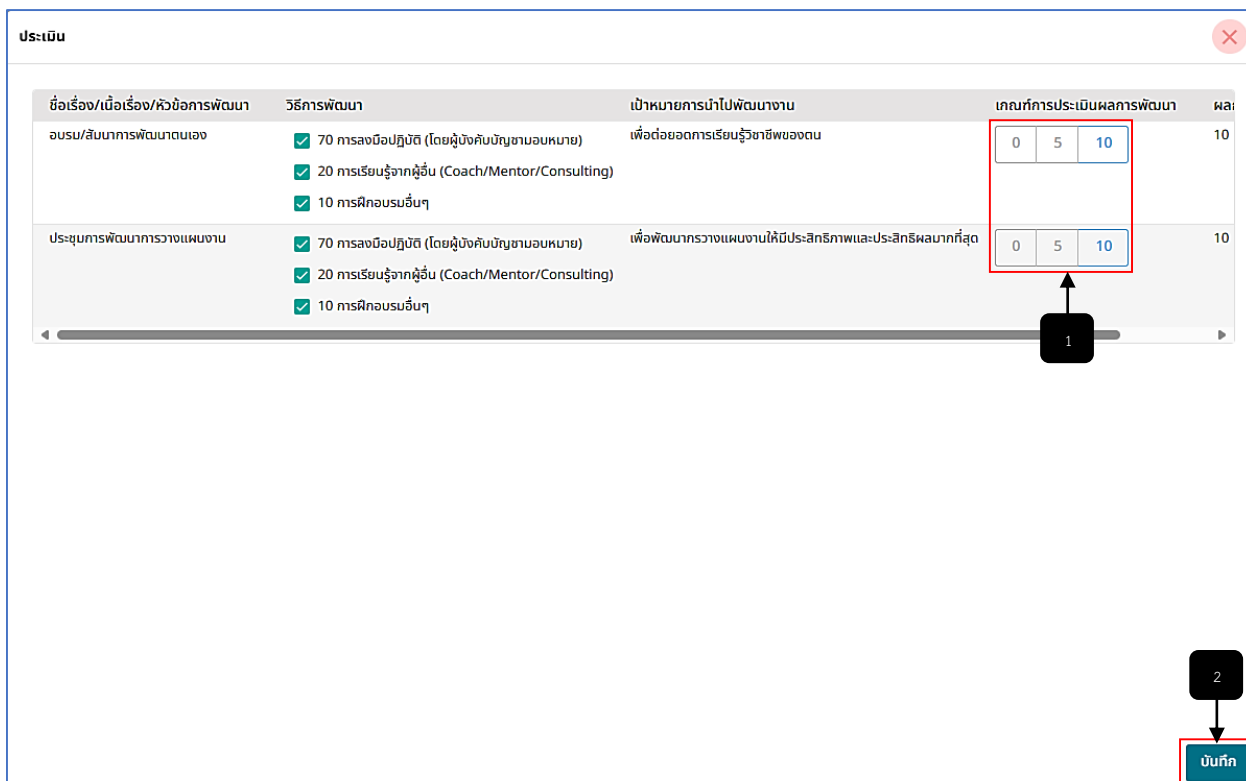 ประเมิน
ชื่อเรื่อง/เนื้อเรื่อง/หัวข้อการพัฒนา วิธีการพัฒนา เป้าหมายการนำไปพัฒนางาน เกณฑ์การประเมินผลการพัฒนา
อบรม/สัมนาการพัฒนาตนเอง 70 การลงมือปฏิบัติ (โดยผู้บังคับบัญชามอบหมาย) เพื่อต่อยอดการเรียนรู้วิชาชีพของตน 0 5 10 10
20 การเรียนรู้จากผู้อื่น (Coach/Mentor/Consulting)
10 การฝึกอบรมอื่นๆ
ประชุมการพัฒนาการวางแผนงาน 70 การลงมือปฏิบัติ (โดยผู้บังคับบัญชามอบหมาย) เพื่อพัฒนากรวางแผนงานให้มีประสิทธิภาพและประสิทธิผลมากที่สุด 0 5 10 10
20 การเรียนรู้จากผู้อื่น (Coach/Mentor/Consulting)
10 การฝึกอบรมอื่นๆ
1
2
บันทึก